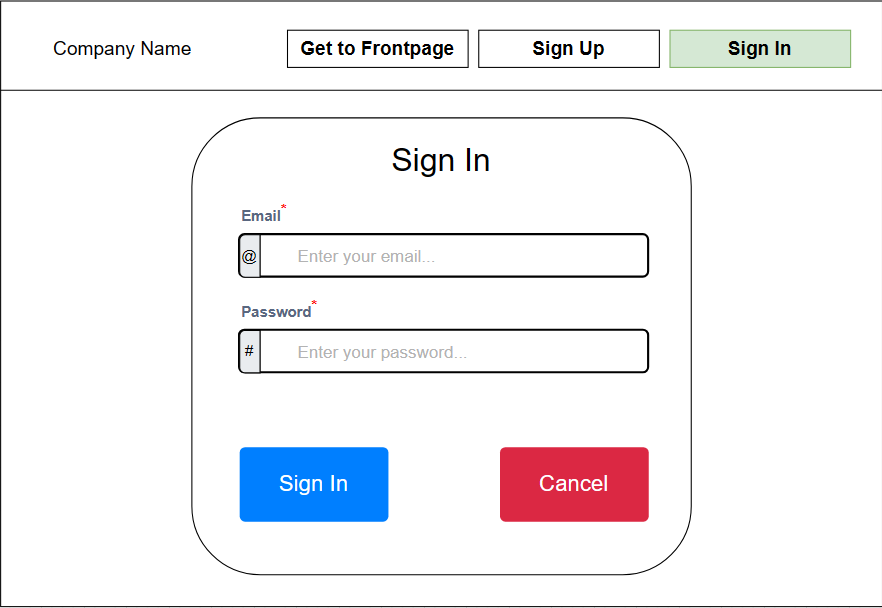 Company Name
Get to Frontpage
Sign Up
Sign In
Sign In
Email*
@ Enter your email...
Password*
# Enter your password...
Sign In
Cancel